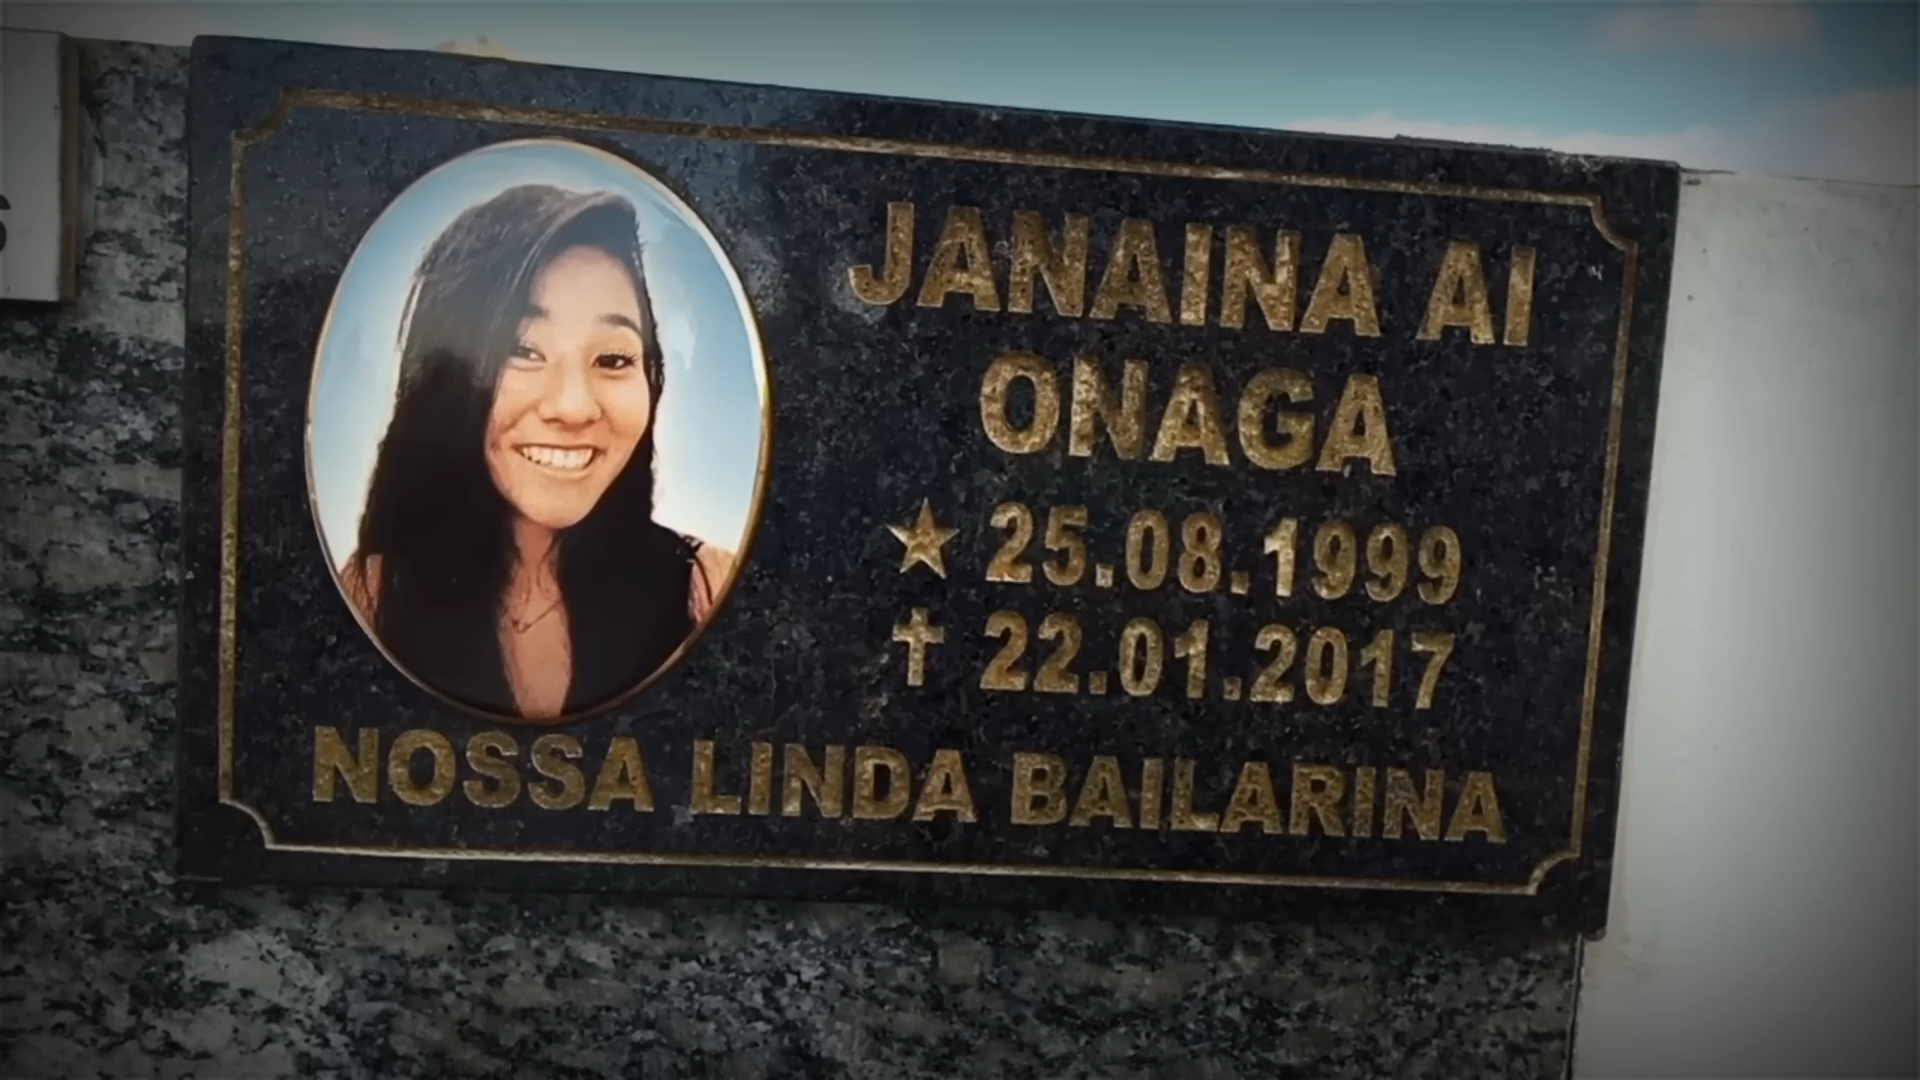 JANAINA AI
ONAGA
★ 25.08.1999
✝ 22.01.2017
NOSSA LINDA BAILARINA